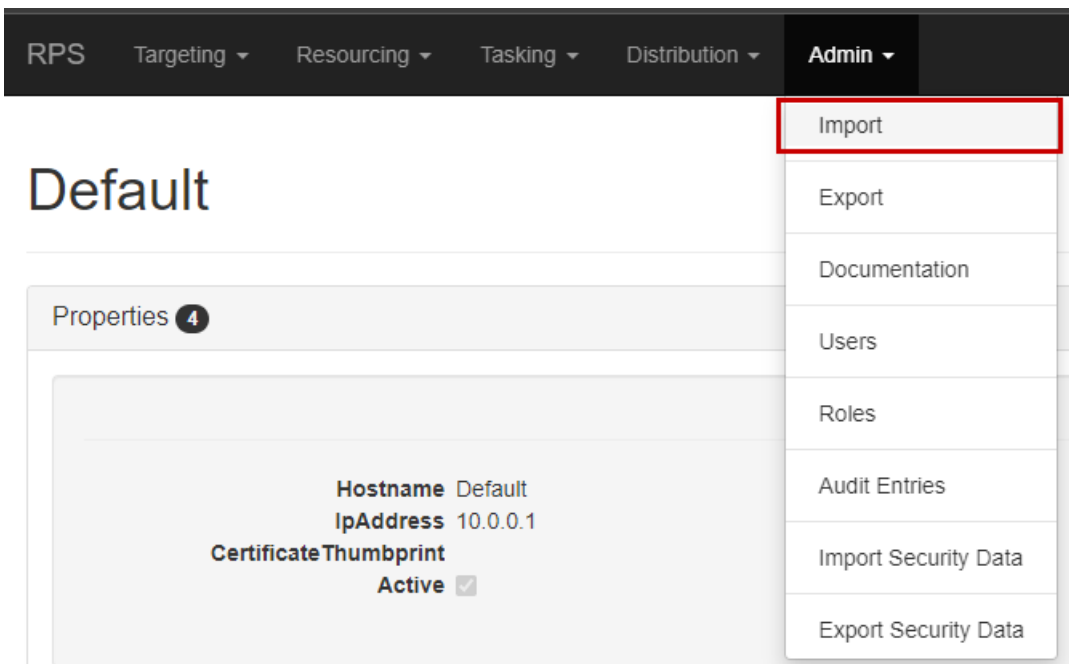 RPS Targeting Resourcing Tasking Distribution Admin
Import
Export
Documentation
Users
Roles
Audit Entries
Import Security Data
Export Security Data
Default
Properties 4
Hostname Default
IpAddress 10.0.0.1
CertificateThumbprint
Active